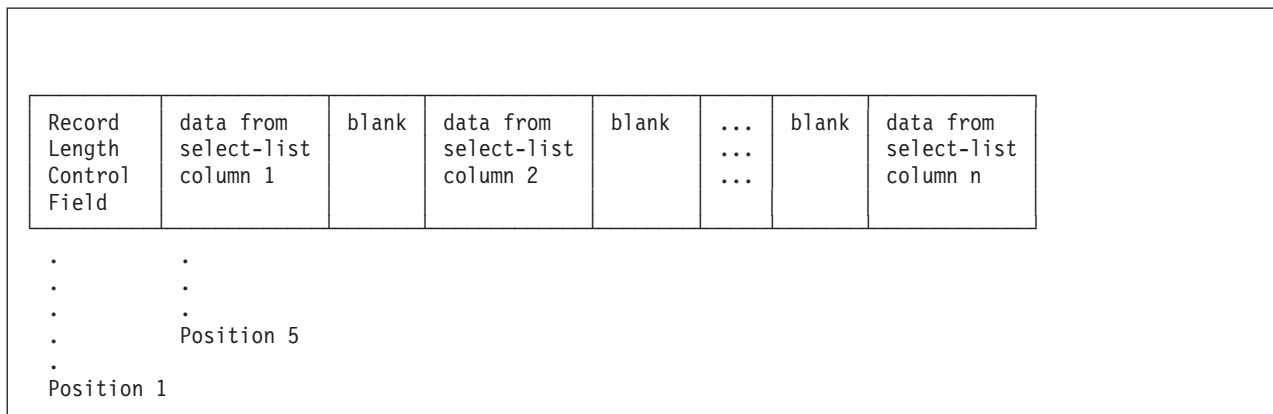 Record data from blank data from blank ... blank data from
Length select-list select-list ... select-list
Control column 1 column 2 ... column n
Field
. .
. .
. .
. Position 5
.
Position 1